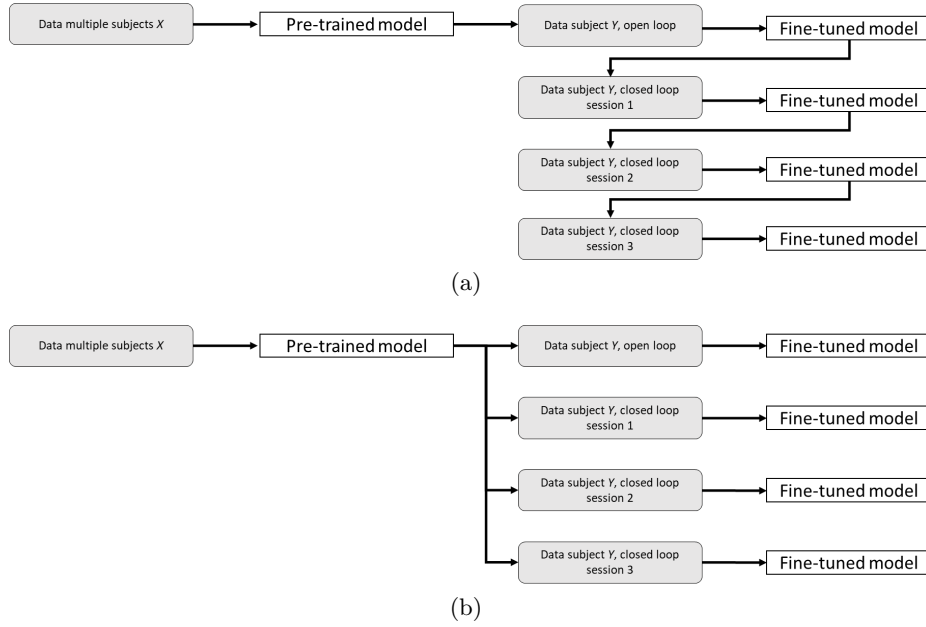 Data multiple subjects X
Pre-trained model
Data subject Y, open loop
Fine-tuned model
Data subject Y, closed loop
session 1
Fine-tuned model
Data subject Y, closed loop
session 2
Fine-tuned model
Data subject Y, closed loop
session 3
Fine-tuned model
(a)
Data multiple subjects X
Pre-trained model
Data subject Y, open loop
Fine-tuned model
Data subject Y, closed loop
session 1
Fine-tuned model
Data subject Y, closed loop
session 2
Fine-tuned model
Data subject Y, closed loop
session 3
Fine-tuned model
(b)